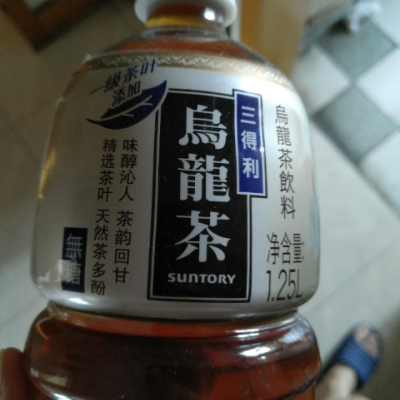 一级茶叶
添加
三得利
烏龍茶
SUNTORY
味醇沁人 茶韵回甘
精选茶叶 天然茶多酚
無糖
烏龍茶飲料
净含量:
1.25L